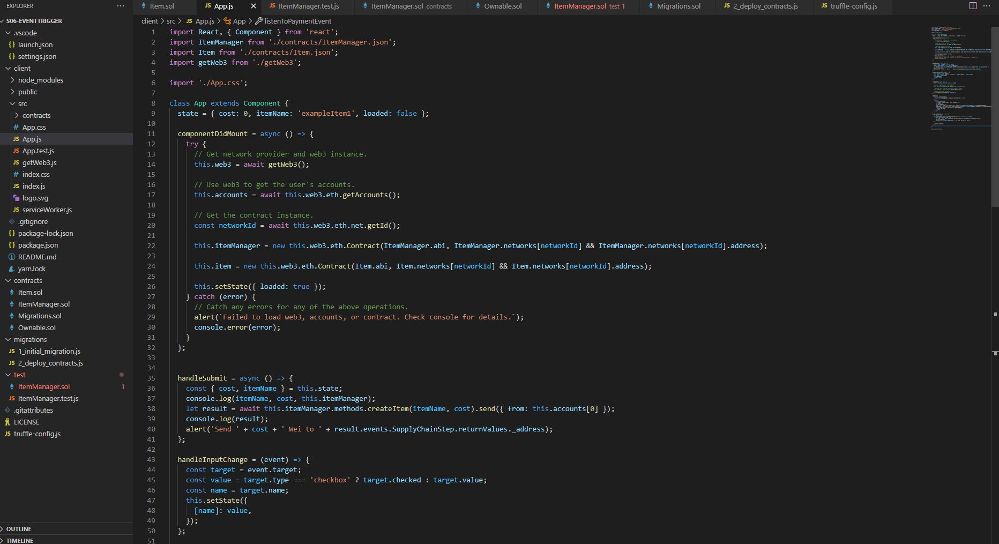 EXPLORER
S06-EVENTTRIGGER
.vscode
launch.json
settings.json
client
node_modules
public
src
contracts
App.css
App.js
App.test.js
getWeb3.js
index.css
index.js
logo.svg
serviceWorker.js
.gitignore
package-lock.json
package.json
README.md
yarn.lock
contracts
Item.sol
ItemManager.sol
Migrations.sol
Ownable.sol
migrations
1_initial_migration.js
2_deploy_contracts.js
test
ItemManager.sol 1
ItemManager.test.js
.gitattributes
LICENSE
truffle-config.js
OUTLINE
TIMELINE
Item.sol App.js ItemManager.test.js ItemManager.sol contracts Ownable.sol ItemManager.sol test 1 Migrations.sol 2_deploy_contracts.js truffle-config.js
client > src > JS App.js > App > listenToPaymentEvent
1 import React, { Component } from 'react';
2 import ItemManager from './contracts/ItemManager.json';
3 import Item from './contracts/Item.json';
4 import getWeb3 from './getWeb3';
5
6 import './App.css';
7
8 class App extends Component {
9 state = { cost: 0, itemName: 'exampleItem1', loaded: false };
10
11 componentDidMount = async () => {
12 try {
13 // Get network provider and web3 instance.
14 this.web3 = await getWeb3();
15
16 // Use web3 to get the user's accounts.
17 this.accounts = await this.web3.eth.getAccounts();
18
19 // Get the contract instance.
20 const networkId = await this.web3.eth.net.getId();
21
22 this.itemManager = new this.web3.eth.Contract(ItemManager.abi, ItemManager.networks[networkId] && ItemManager.networks[networkId].address);
23
24 this.item = new this.web3.eth.Contract(Item.abi, Item.networks[networkId] && Item.networks[networkId].address);
25
26 this.setState({ loaded: true });
27 } catch (error) {
28 // Catch any errors for any of the above operations.
29 alert(`Failed to load web3, accounts, or contract. Check console for details.`);
30 console.error(error);
31 }
32 };
33
34
35 handleSubmit = async () => {
36 const { cost, itemName } = this.state;
37 console.log(itemName, cost, this.itemManager);
38 let result = await this.itemManager.methods.createItem(itemName, cost).send({ from: this.accounts[0] });
39 console.log(result);
40 alert('Send ' + cost + ' Wei to ' + result.events.SupplyChainStep.returnValues._address);
41 };
42
43 handleInputChange = (event) => {
44 const target = event.target;
45 const value = target.type === 'checkbox' ? target.checked : target.value;
46 const name = target.name;
47 this.setState({
48 [name]: value,
49 });
50 };
51